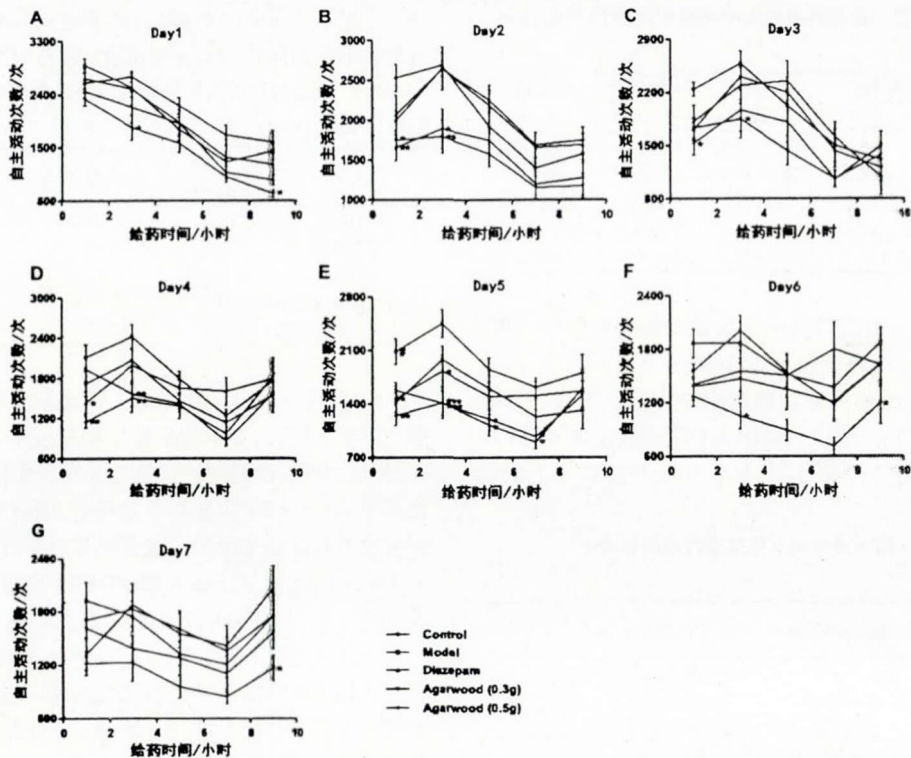 A
Day1
自主活动次数/次
3300
2400
1500
600
0 2 4 6 8 10
给药时间/小时
B
Day2
自主活动次数/次
3000
2500
2000
1500
1000
0 2 4 6 8 10
给药时间/小时
C
Day3
自主活动次数/次
2900
2200
1500
800
0 2 4 6 8 10
给药时间/小时
D
Day4
自主活动次数/次
3000
2400
1800
1200
600
0 2 4 6 8 10
给药时间/小时
E
Day5
自主活动次数/次
2800
2100
1400
700
0 2 4 6 8 10
给药时间/小时
F
Day6
自主活动次数/次
2400
1800
1200
600
0 2 4 6 8 10
给药时间/小时
G
Day7
自主活动次数/次
2400
1800
1200
600
0 2 4 6 8 10
给药时间/小时
Control
Model
Diazepam
Agarwood (0.3g)
Agarwood (0.5g)